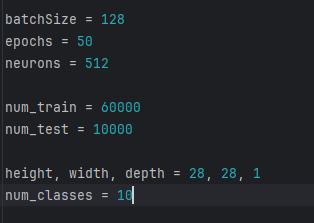 batchSize = 128
epochs = 50
neurons = 512
num_train = 60000
num_test = 10000
height, width, depth = 28, 28, 1
num_classes = 10